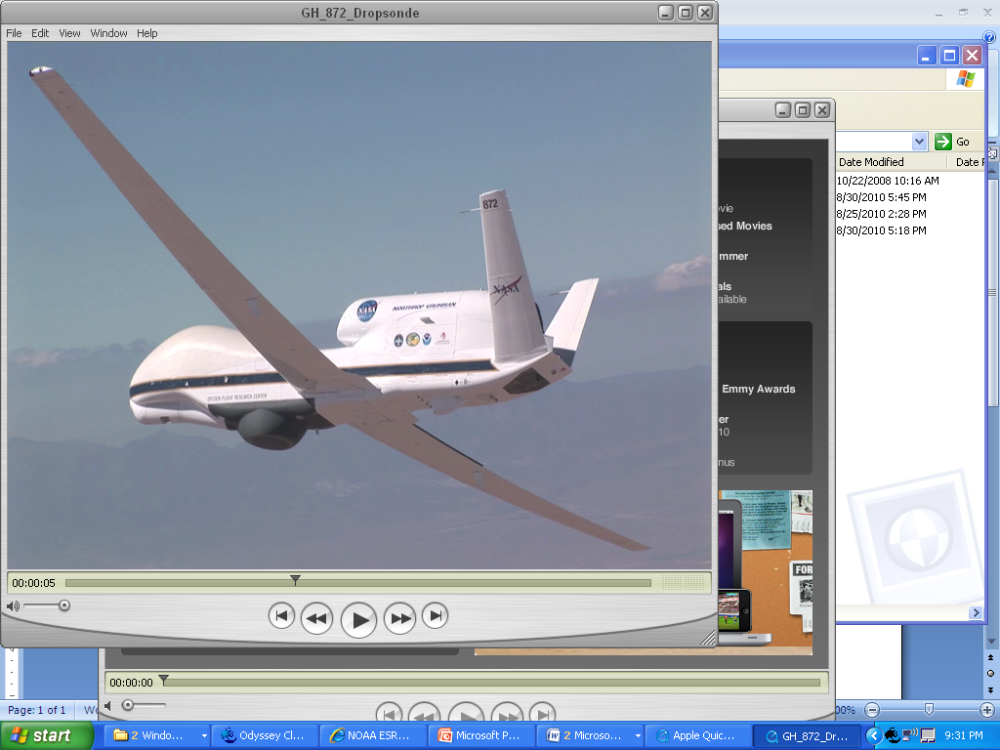 GH_872_Dropsonde
File Edit View Window Help
872
NASA
NASA
NORTHROP GRUMMAN
DRYDEN FLIGHT RESEARCH CENTER
00:00:05
Go
Date Modified
10/22/2008 10:16 AM
8/30/2010 5:45 PM
8/25/2010 2:28 PM
8/30/2010 5:18 PM
ovie
sed Movies
mmer
als
ailable
Emmy Awards
er
10
nus
FOR
00:00:00
Page: 1 of 1
00%
start
2 Windo...
Odyssey Cl...
NOAA ESR...
Microsoft P...
2 Microso...
Apple Quic...
GH_872_Dr...
9:31 PM